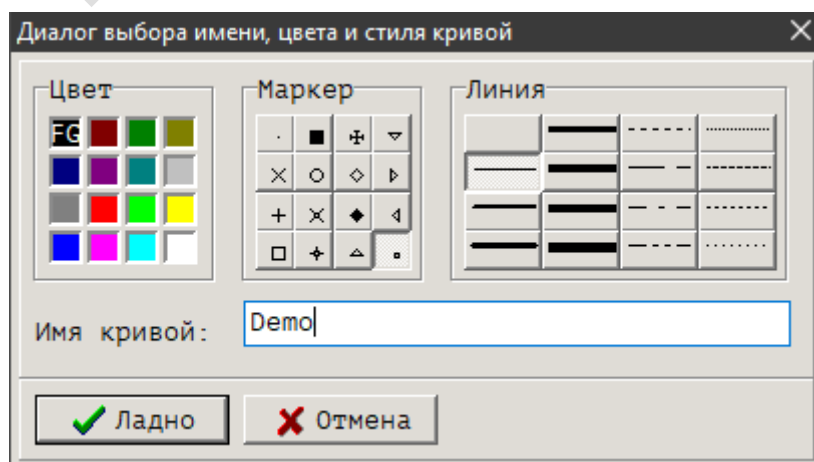 Диалог выбора имени, цвета и стиля кривой
Цвет
Маркер
Линия
FG
Имя кривой:
Demo
Ладно
Отмена